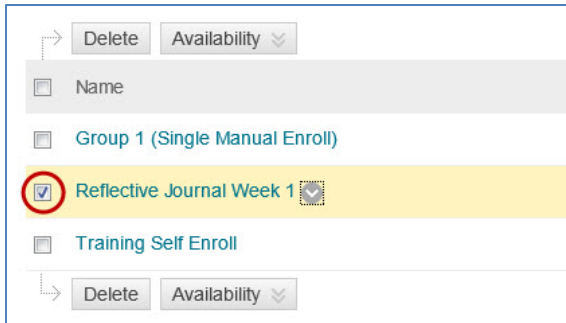 Delete Availability
Name
Group 1 (Single Manual Enroll)
Reflective Journal Week 1
Training Self Enroll
Delete Availability